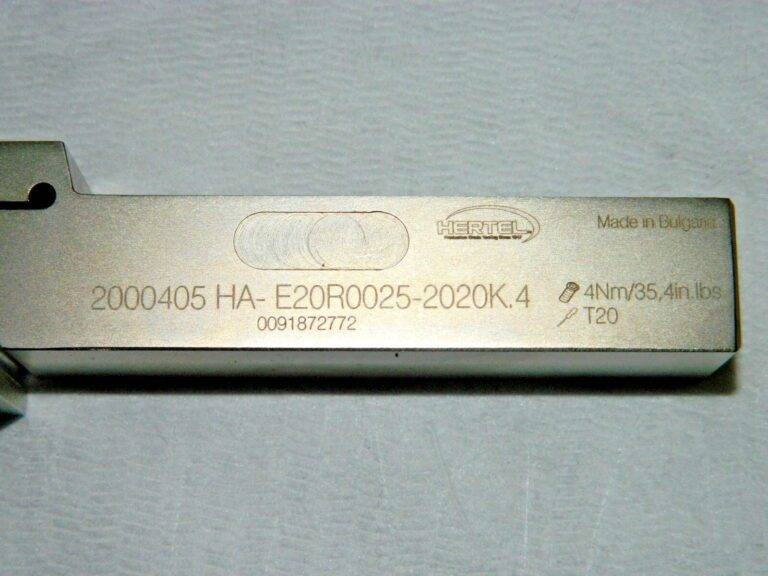 HERTEL
Made in Bulgaria
2000405 HA- E20R0025-2020K.4
4Nm/35,4in.lbs
0091872772
T20